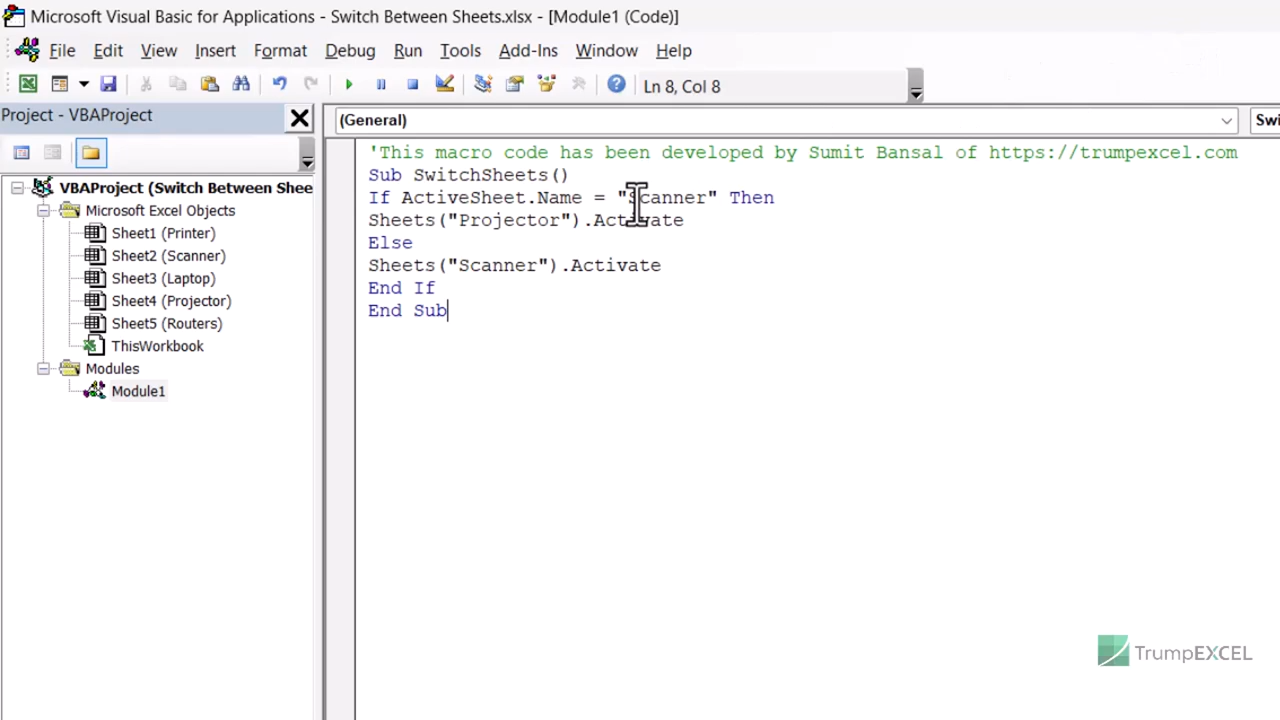 Microsoft Visual Basic for Applications - Switch Between Sheets.xlsx - [Module1 (Code)]
File Edit View Insert Format Debug Run Tools Add-Ins Window Help
Ln 8, Col 8
Project - VBAProject
(General)
Swi
VBAProject (Switch Between Shee
Microsoft Excel Objects
Sheet1 (Printer)
Sheet2 (Scanner)
Sheet3 (Laptop)
Sheet4 (Projector)
Sheet5 (Routers)
ThisWorkbook
Modules
Module1
'This macro code has been developed by Sumit Bansal of https://trumpexcel.com
Sub SwitchSheets()
If ActiveSheet.Name = "Scanner" Then
Sheets("Projector").Activate
Else
Sheets("Scanner").Activate
End If
End Sub
TrumpEXCEL